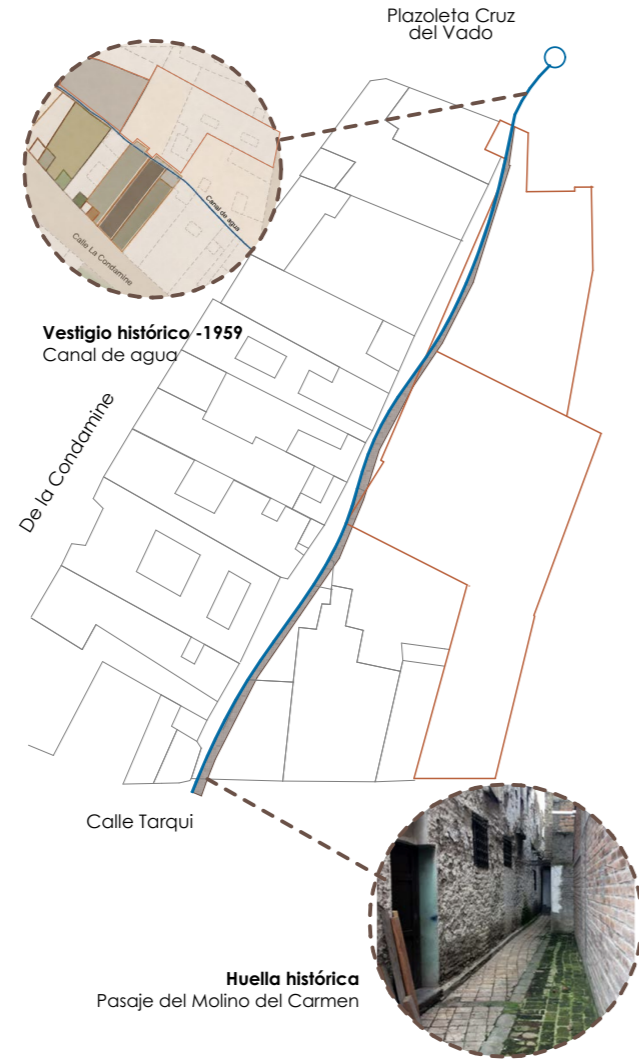 Plazoleta Cruz
del Vado
Canal de agua
Calle La Condamine
Vestigio histórico -1959
Canal de agua
De la Condamine
Calle Tarqui
Huella histórica
Pasaje del Molino del Carmen